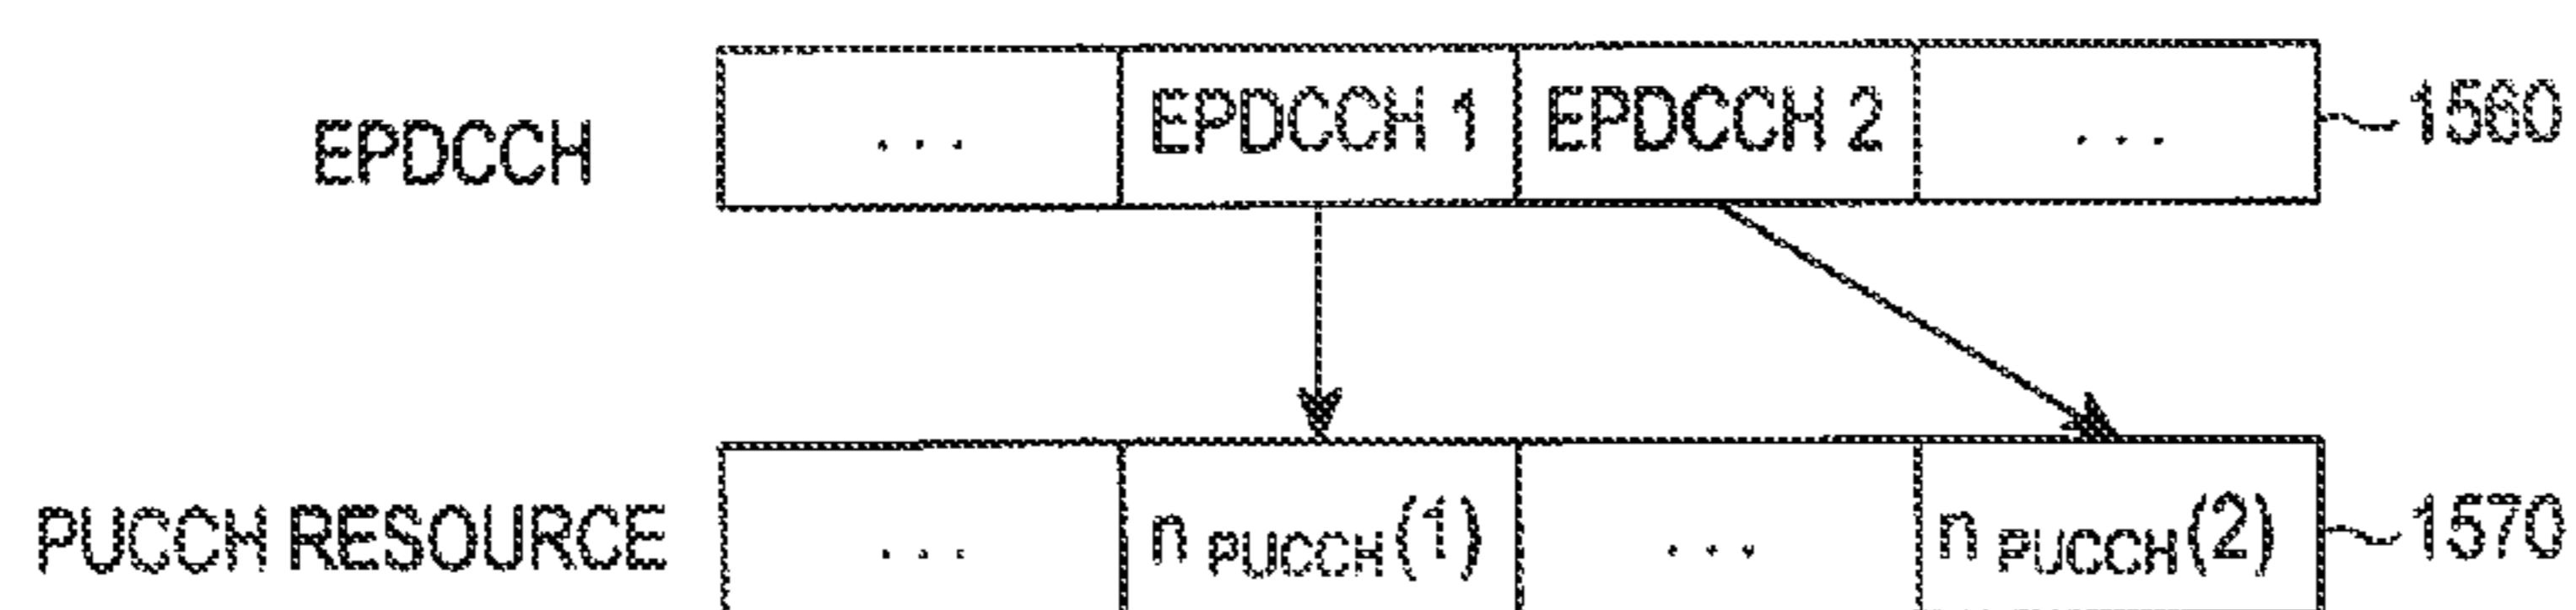 EPDCCH ... EPDCCH 1 EPDCCH 2 ... 1560
PUCCH RESOURCE ... n PUCCH(1) ... n PUCCH(2) 1570